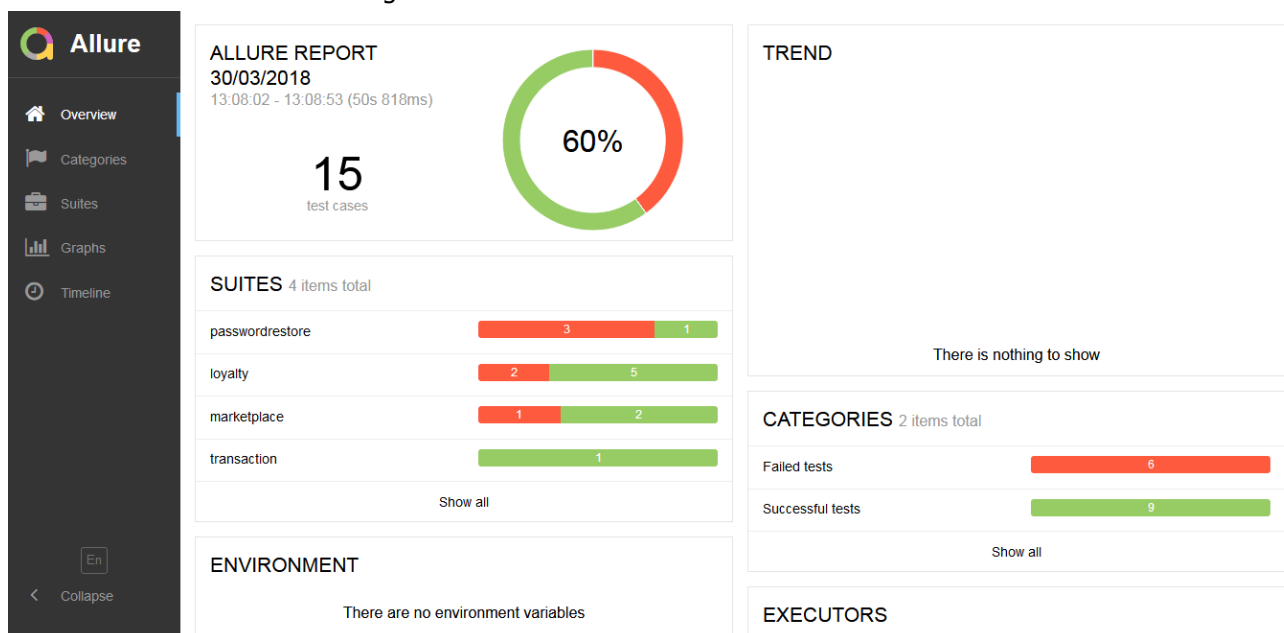 Allure
Overview
Categories
Suites
Graphs
Timeline
En
Collapse
ALLURE REPORT
30/03/2018
13:08:02 - 13:08:53 (50s 818ms)
15
test cases
60%
SUITES 4 items total
passwordrestore 3 1
loyalty 2 5
marketplace 1 2
transaction 1
Show all
ENVIRONMENT
There are no environment variables
TREND
There is nothing to show
CATEGORIES 2 items total
Failed tests 6
Successful tests 9
Show all
EXECUTORS